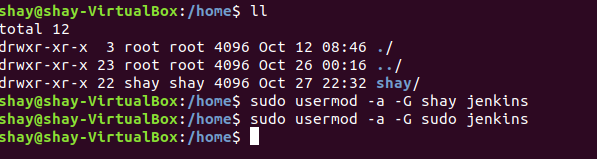 shay@shay-VirtualBox:/home$ ll
total 12
drwxr-xr-x  3 root root 4096 Oct 12 08:46 ./
drwxr-xr-x 23 root root 4096 Oct 26 00:16 ../
drwxr-xr-x 22 shay shay 4096 Oct 27 22:32 shay/
shay@shay-VirtualBox:/home$ sudo usermod -a -G shay jenkins
shay@shay-VirtualBox:/home$ sudo usermod -a -G sudo jenkins
shay@shay-VirtualBox:/home$